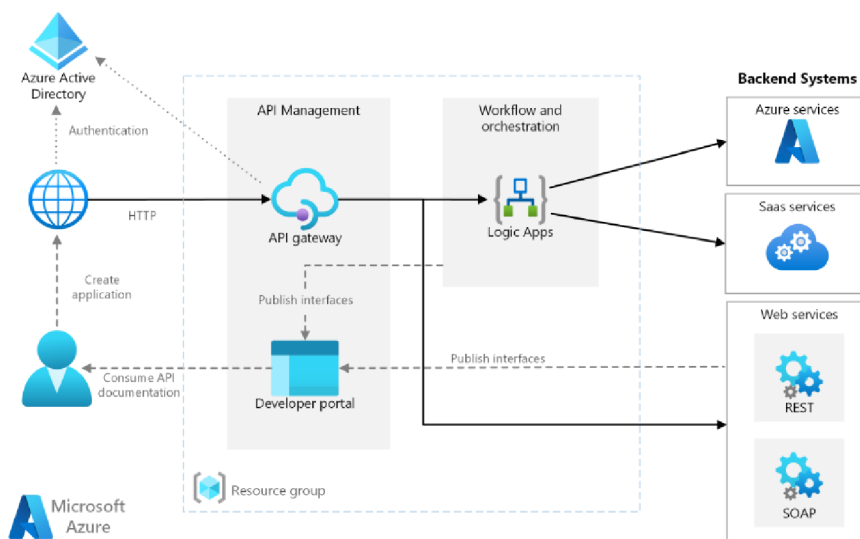 Azure Active
Directory
Authentication
HTTP
Create
application
Consume API
documentation
API Management
API gateway
Publish interfaces
Developer portal
Workflow and
orchestration
Logic Apps
Publish interfaces
Resource group
Backend Systems
Azure services
Saas services
Web services
REST
SOAP
Microsoft
Azure